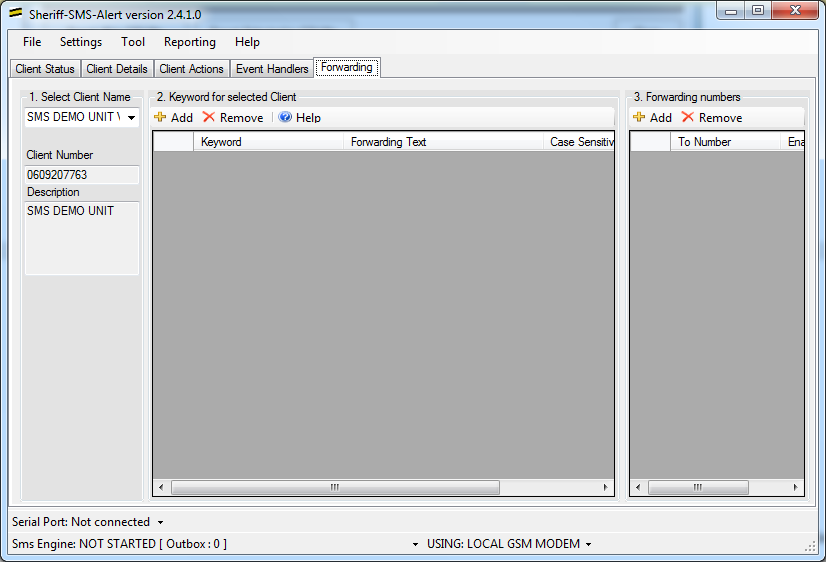 Sheriff-SMS-Alert version 2.4.1.0
File Settings Tool Reporting Help
Client Status Client Details Client Actions Event Handlers Forwarding
1. Select Client Name
SMS DEMO UNIT V
Client Number
0609207763
Description
SMS DEMO UNIT
2. Keyword for selected Client
Add Remove Help
Keyword Forwarding Text Case Sensitiv
3. Forwarding numbers
Add Remove
To Number Ena
Serial Port: Not connected
Sms Engine: NOT STARTED [ Outbox : 0 ] USING: LOCAL GSM MODEM